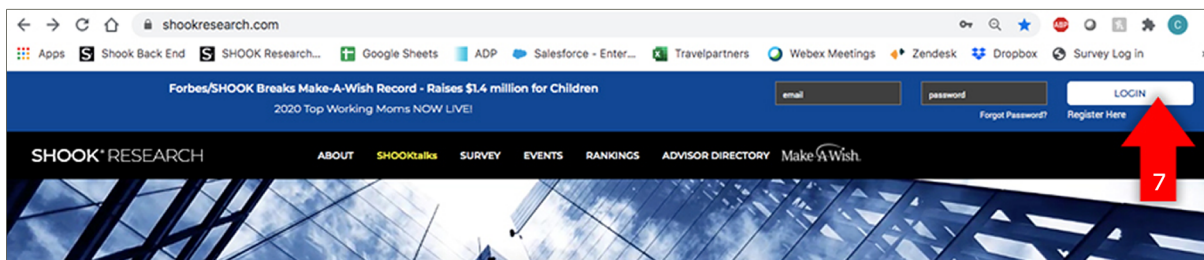 shookresearch.com
ABP
C
Apps S Shook Back End S SHOOK Research... Google Sheets ADP Salesforce - Enter... Travelpartners Webex Meetings Zendesk Dropbox Survey Log in
Forbes/SHOOK Breaks Make-A-Wish Record - Raises $1.4 million for Children
2020 Top Working Moms NOW LIVE!
email password LOGIN
Forgot Password? Register Here
SHOOK RESEARCH ABOUT SHOOKtalks SURVEY EVENTS RANKINGS ADVISOR DIRECTORY Make-A-Wish.
7